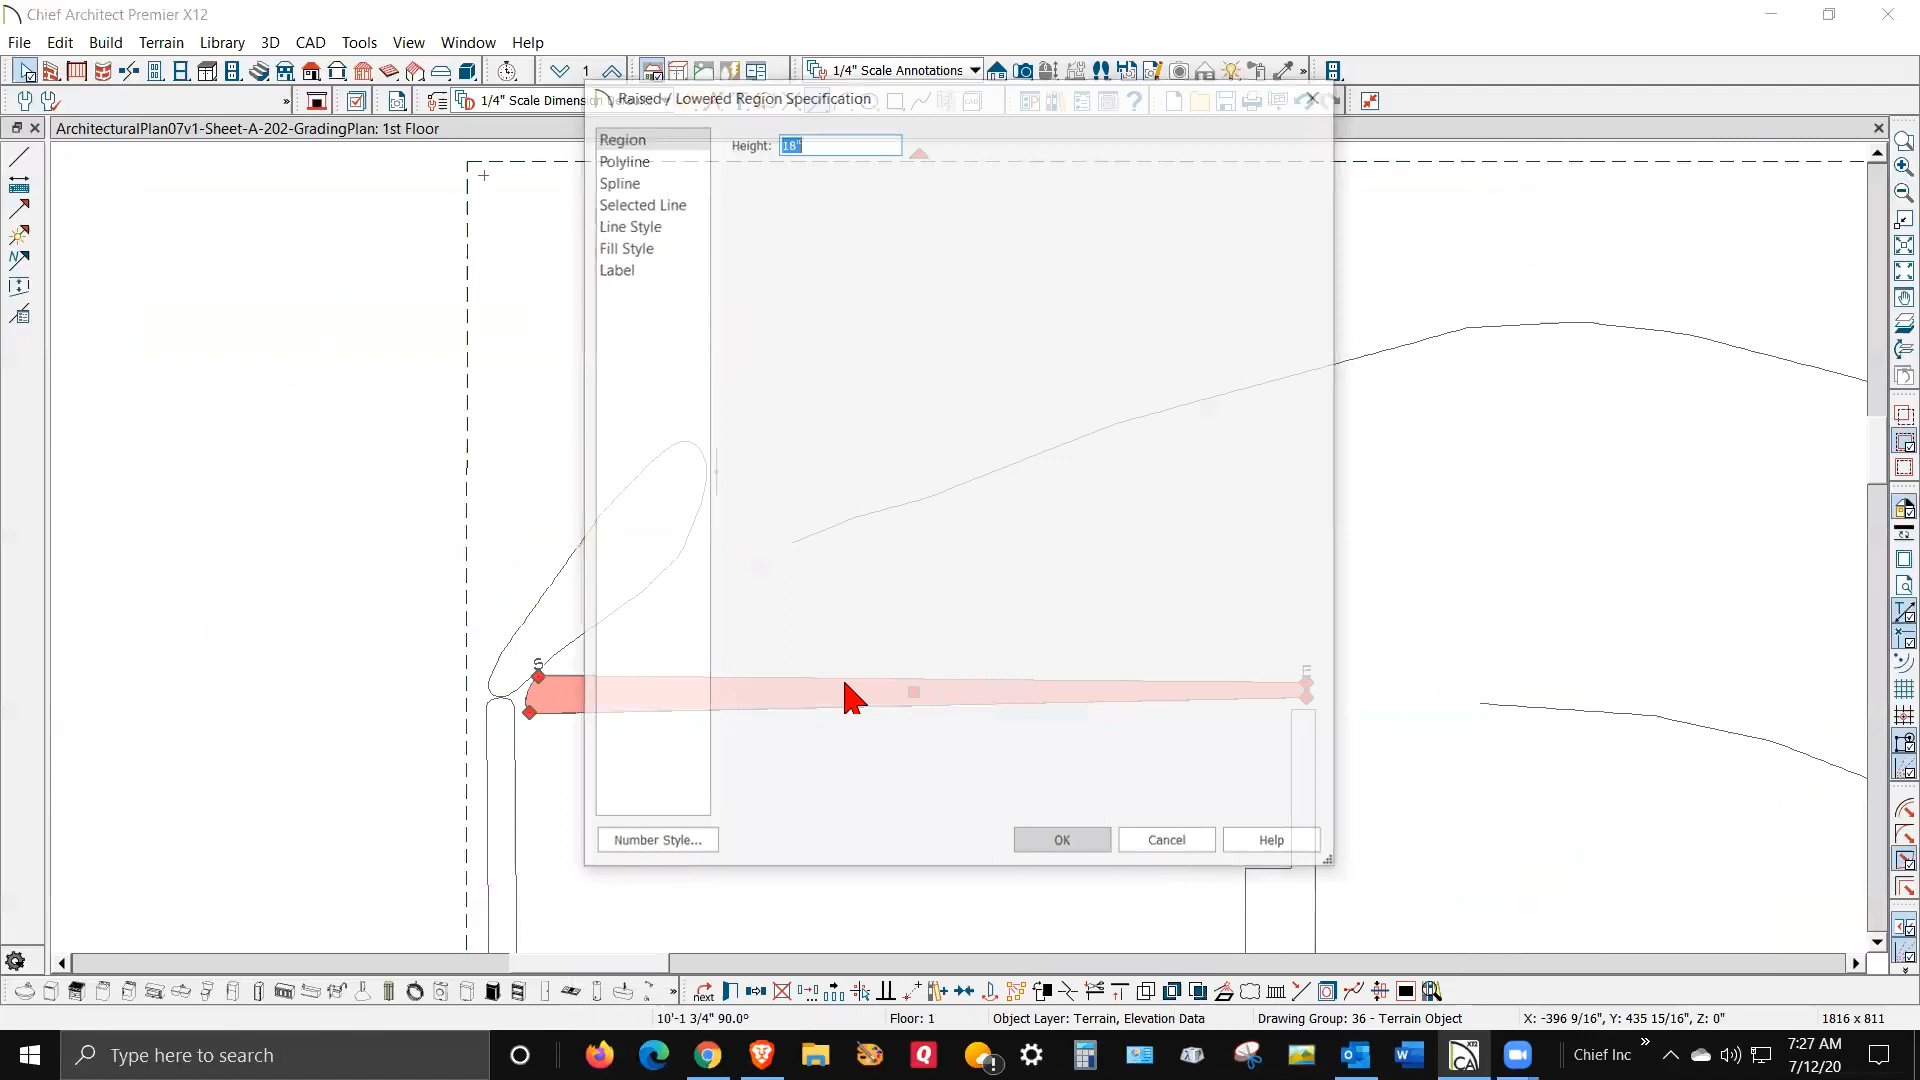 Chief Architect Premier X12
File Edit Build Terrain Library 3D CAD Tools View Window Help
1 1/4" Scale Annotations
1/4" Scale Dimen
Raised / Lowered Region Specification
ArchitecturalPlan07v1-Sheet-A-202-GradingPlan: 1st Floor
Region
Height: 18"
Polyline
Spline
Selected Line
Line Style
Fill Style
Label
S
E
Number Style...
OK
Cancel
Help
next
10'-1 3/4" 90.0°
Floor: 1
Object Layer: Terrain, Elevation Data
Drawing Group: 36 - Terrain Object
X: -396 9/16", Y: 435 15/16", Z: 0"
1816 x 811
Type here to search
Chief Inc
7:27 AM
7/12/20